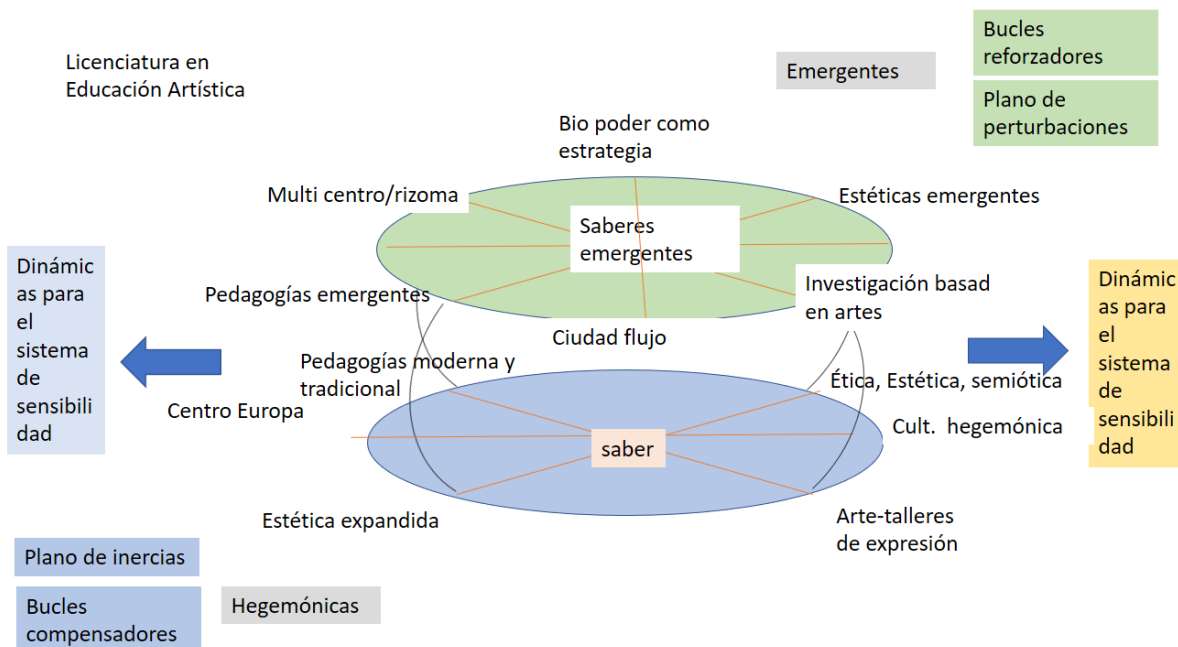 Licenciatura en
Educación Artística
Emergentes
Bucles
reforzadores
Plano de
perturbaciones
Bio poder como
estrategia
Multi centro/rizoma
Estéticas emergentes
Saberes
emergentes
Pedagogías emergentes
Investigación basad
en artes
Ciudad flujo
Dinámic
as para
el
sistema
de
sensibili
dad
Dinámic
as para
el
sistema
de
sensibili
dad
Pedagogías moderna y
tradicional
Ética, Estética, semiótica
Centro Europa
Cult. hegemónica
saber
Estética expandida
Arte-talleres
de expresión
Plano de inercias
Bucles
compensadores
Hegemónicas